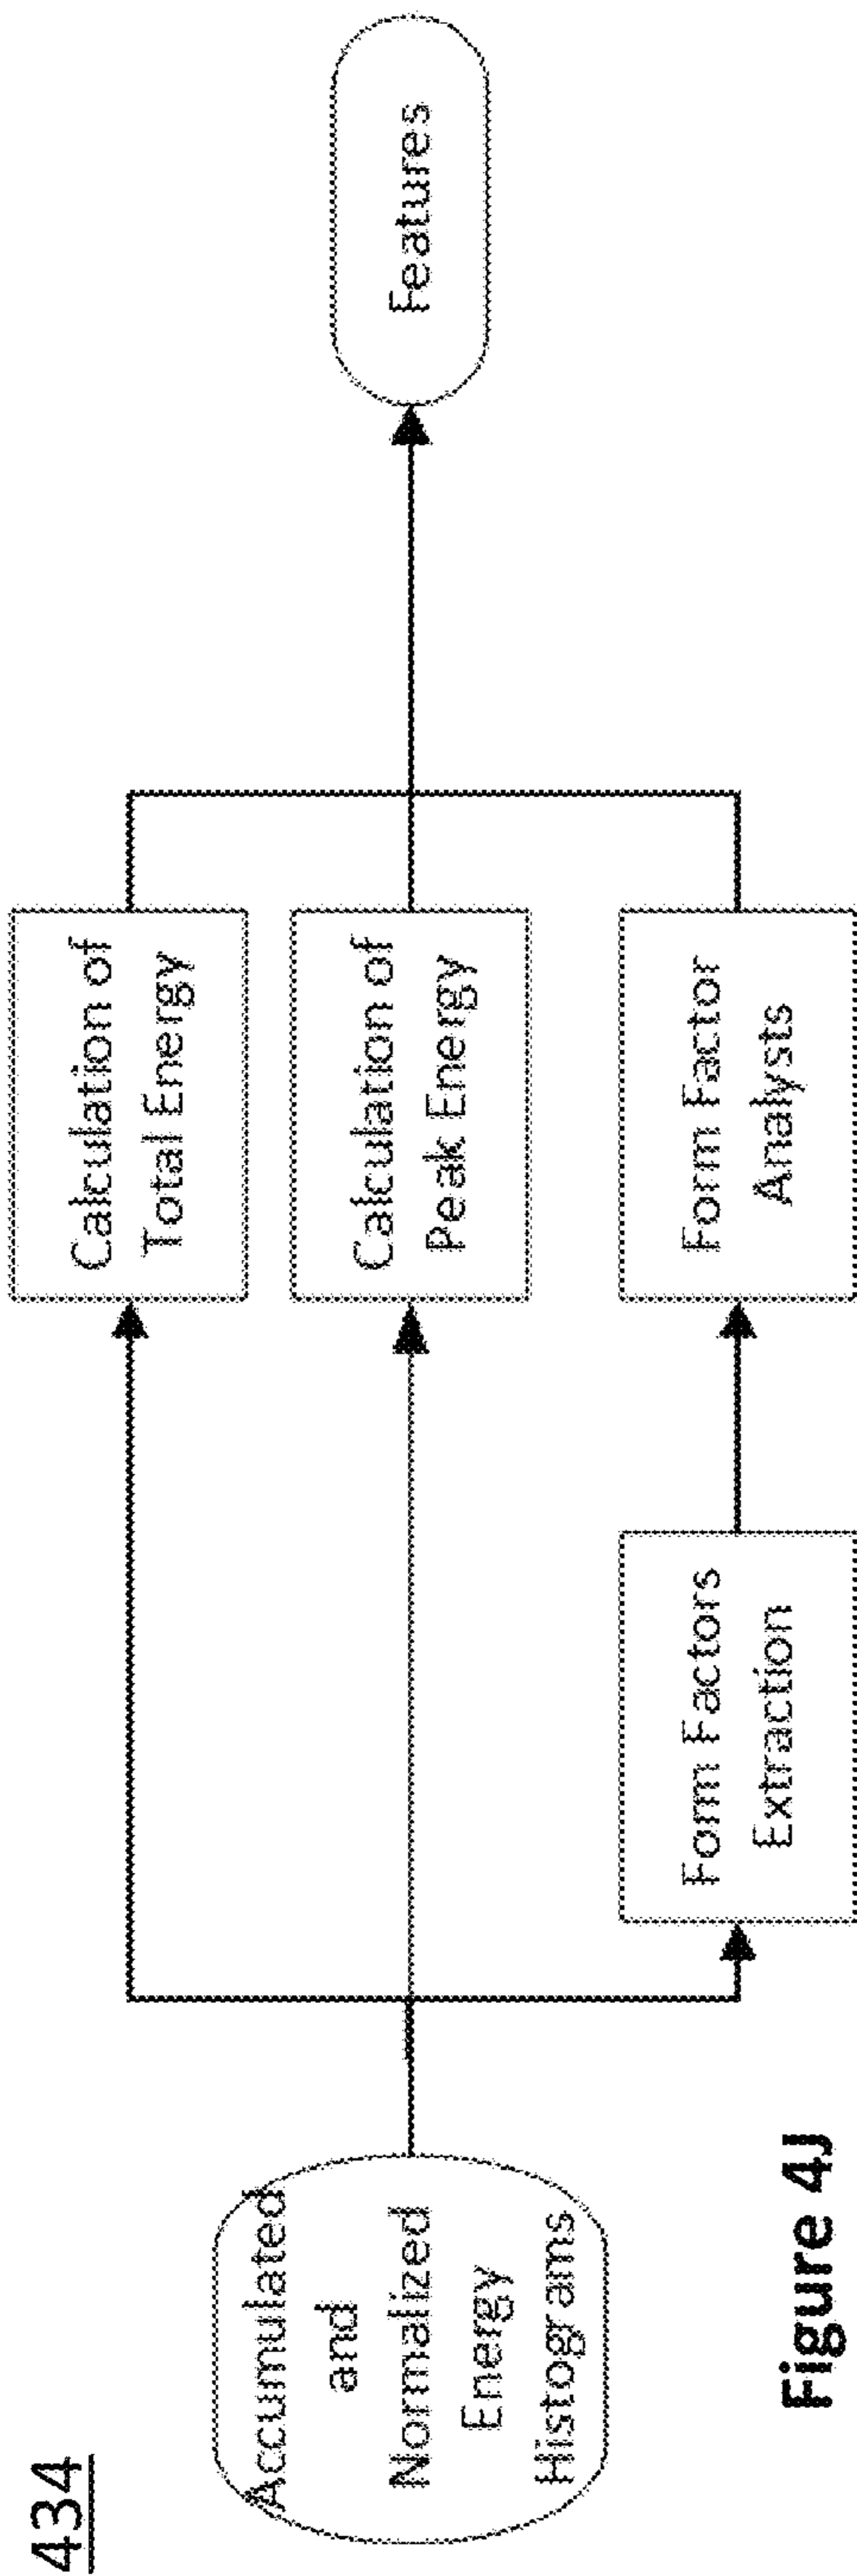 434
Accumulated
and
Normalized
Energy
Histograms
Calculation of
Total Energy
Calculation of
Peak Energy
Form Factors
Extraction
Form Factor
Analysts
Features
Figure 4J